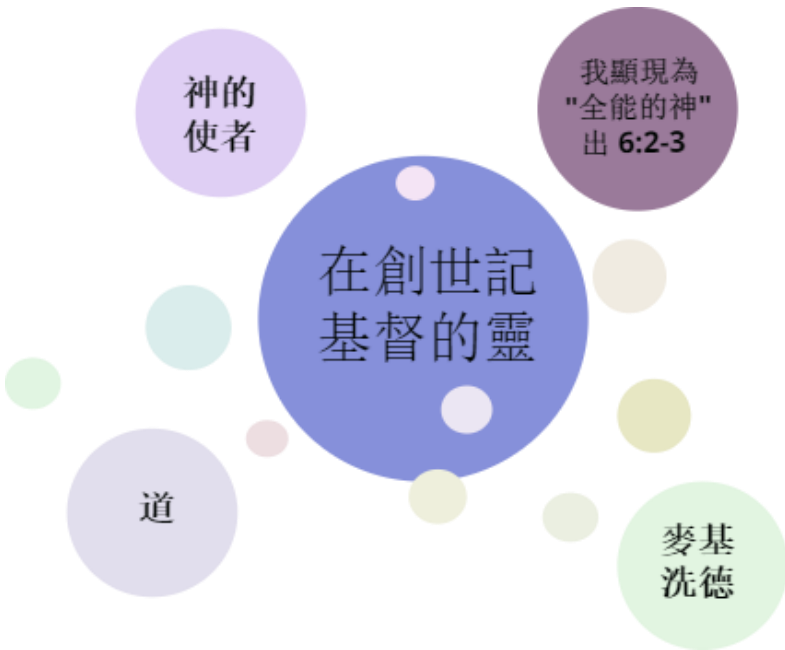 神的
使者
我顯現為
"全能的神"
出 6:2-3
在創世記
基督的靈
道
麥基
洗德